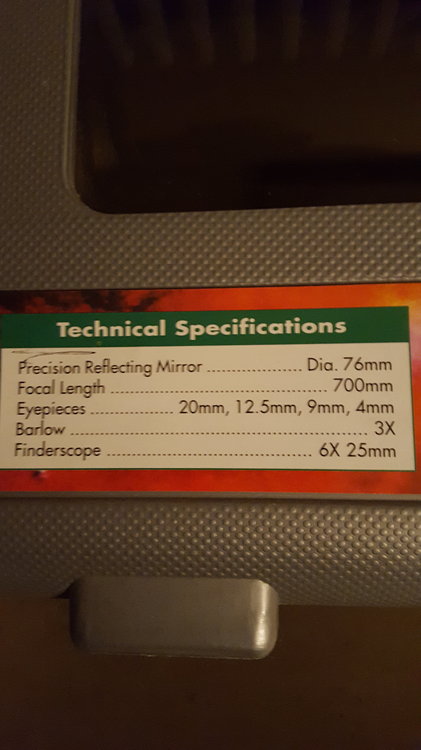 Technical Specifications
Precision Reflecting Mirror ................... Dia. 76mm
Focal Length ............................................ 700mm
Eyepieces ................. 20mm, 12.5mm, 9mm, 4mm
Barlow ................................................................. 3X
Finderscope ......................................... 6X 25mm